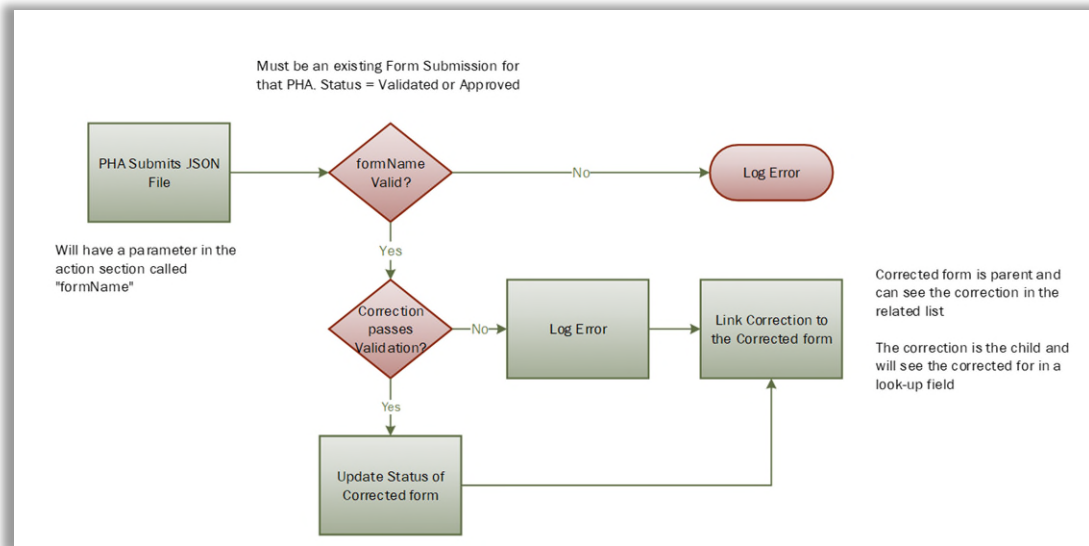 Must be an existing Form Submission for
that PHA. Status = Validated or Approved
PHA Submits JSON
File
formName
Valid?
No
Log Error
Will have a parameter in the
action section called
"formName"
Yes
Correction
passes
Validation?
No
Log Error
Link Correction to
the Corrected form
Corrected form is parent and
can see the correction in the
related list
The correction is the child and
will see the corrected for in a
look-up field
Yes
Update Status of
Corrected form